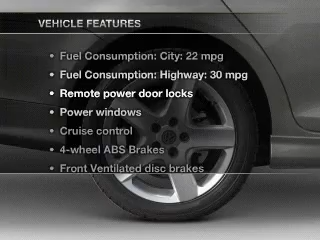 VEHICLE FEATURES
• Fuel Consumption: City: 22 mpg
• Fuel Consumption: Highway: 30 mpg
• Remote power door locks
• Power windows
• Cruise control
• 4-wheel ABS Brakes
• Front Ventilated disc brakes